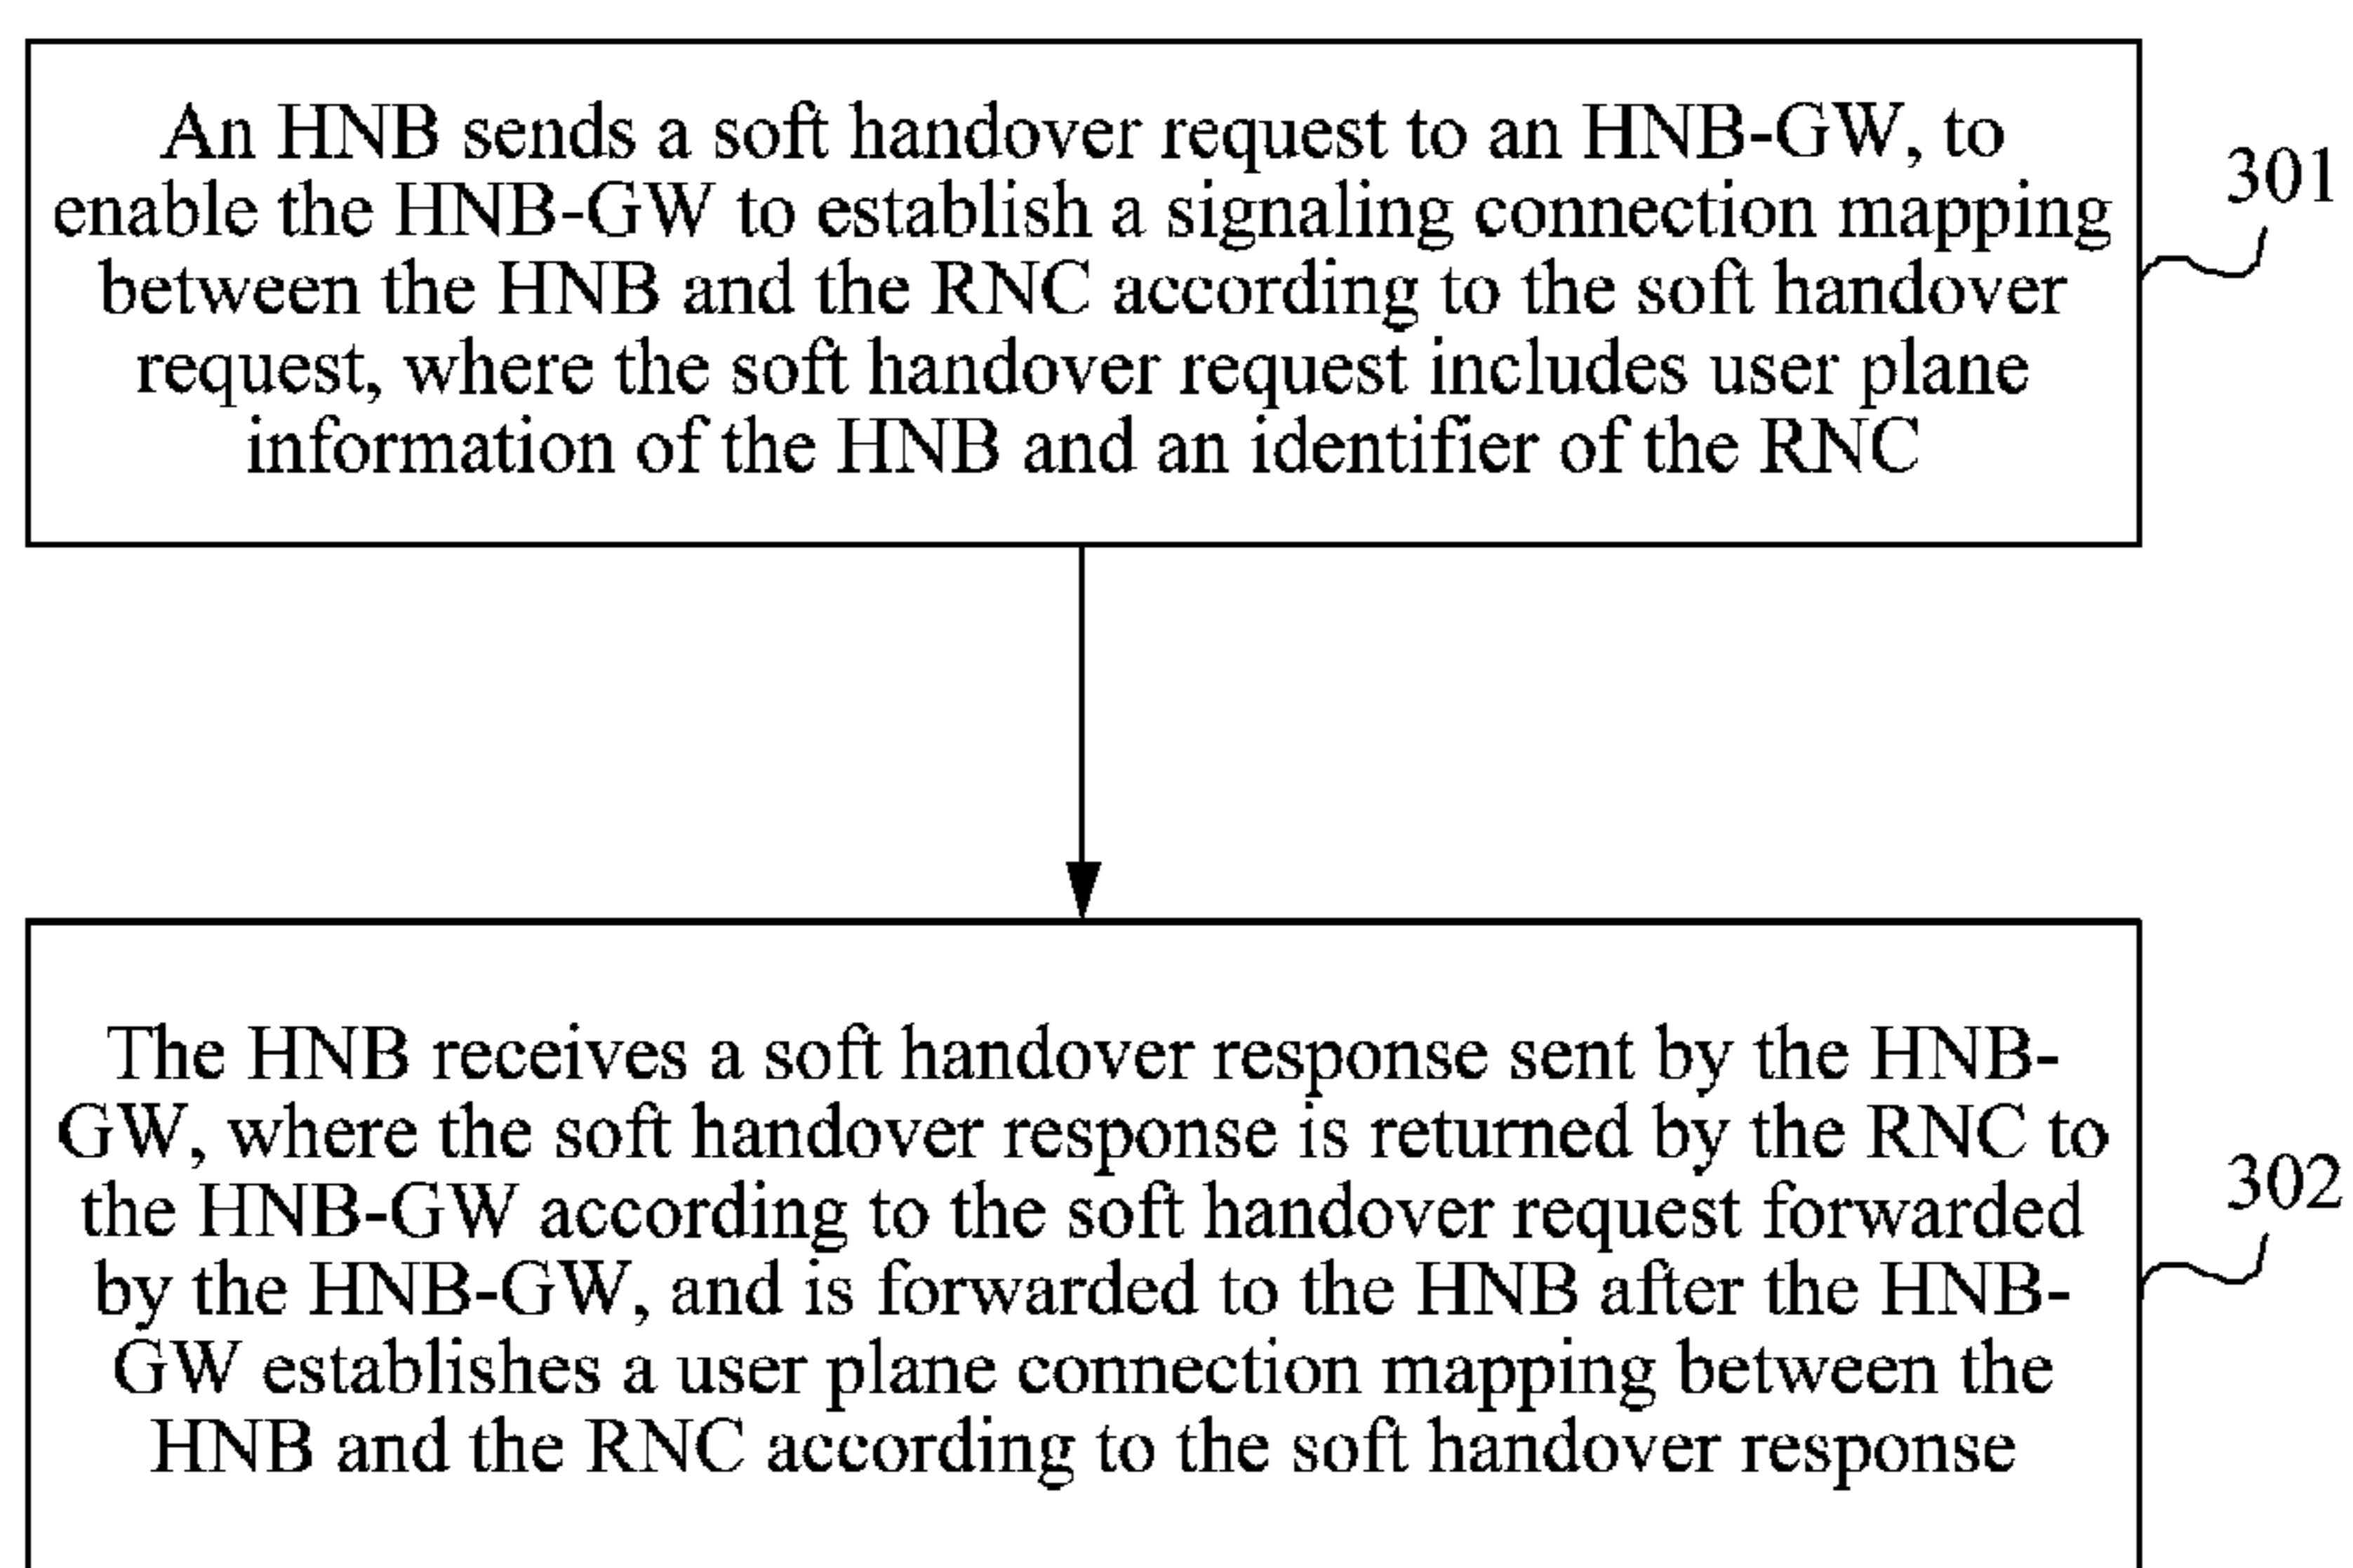 An HNB sends a soft handover request to an HNB-GW, to
enable the HNB-GW to establish a signaling connection mapping
between the HNB and the RNC according to the soft handover
request, where the soft handover request includes user plane
information of the HNB and an identifier of the RNC
301
The HNB receives a soft handover response sent by the HNB-
GW, where the soft handover response is returned by the RNC to
the HNB-GW according to the soft handover request forwarded
by the HNB-GW, and is forwarded to the HNB after the HNB-
GW establishes a user plane connection mapping between the
HNB and the RNC according to the soft handover response
302